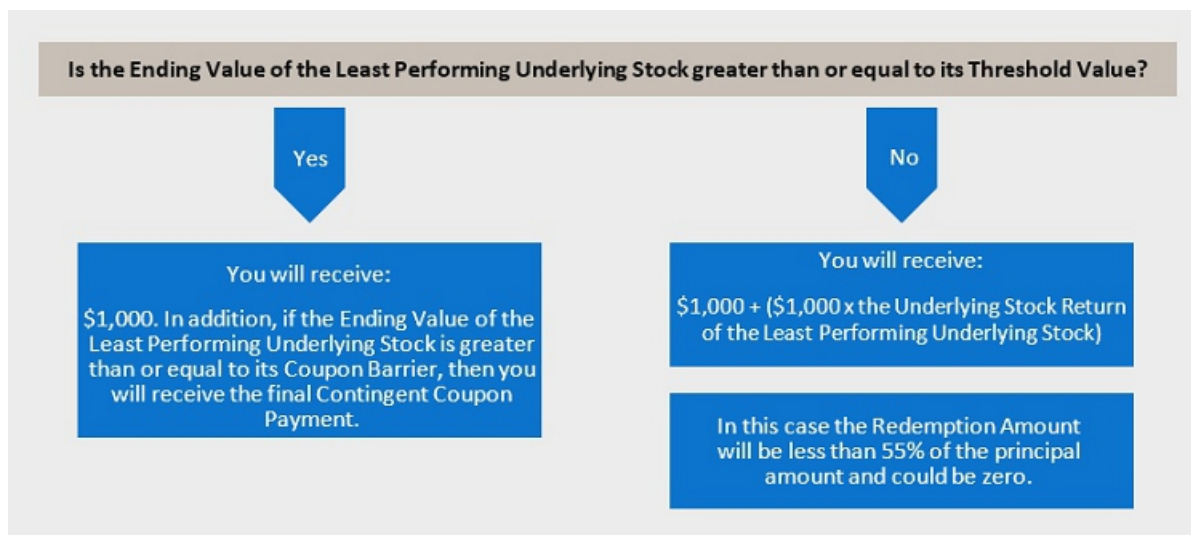 Is the Ending Value of the Least Performing Underlying Stock greater than or equal to its Threshold Value?
Yes
No
You will receive:
$1,000. In addition, if the Ending Value of the
Least Performing Underlying Stock is greater
than or equal to its Coupon Barrier, then you
will receive the final Contingent Coupon
Payment.
You will receive:
$1,000 + ($1,000 x the Underlying Stock Return
of the Least Performing Underlying Stock)
In this case the Redemption Amount
will be less than 55% of the principal
amount and could be zero.